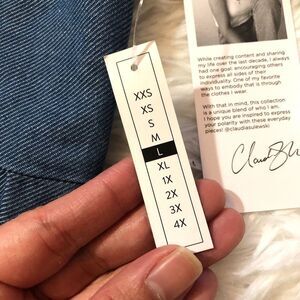 XXS
XS
S
M
L
XL
1X
2X
3X
4X
While creating content and sharing
my life over the last decade, I always
had one goal: encouraging others
to express all sides of their
individuality. One of my favorite
ways to embody that is through
the clothes I wear.
With that in mind, this collection
is a unique blend of who I am.
I hope you are inspired to express
your polarity with these everyday
pieces! @claudiasulewski